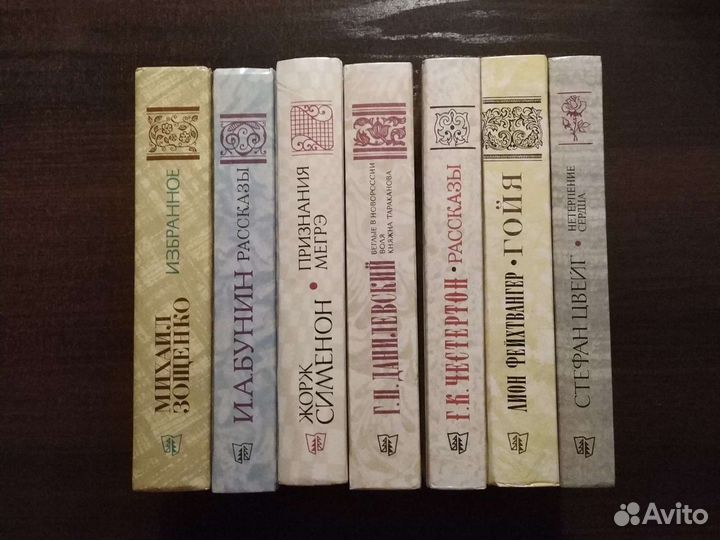 МИХАИЛ
ЗОЩЕНКО
ИЗБРАННОЕ
И.А.БУНИН РАССКАЗЫ
ЖОРЖ
СИМЕНОН
•
ПРИЗНАНИЯ
МЕГРЭ
Г.П. ДАНИЛЕВСКИЙ
БЕГЛЫЕ В НОВОРОССИИ
ВОЛЯ
КНЯЖНА ТАРАКАНОВА
Г.К. ЧЕСТЕРТОН • РАССКАЗЫ
ЛИОН ФЕЙХТВАНГЕР • ГОЙЯ
СТЕФАН ЦВЕЙГ •
НЕТЕРПЕНИЕ
СЕРДЦА
Avito